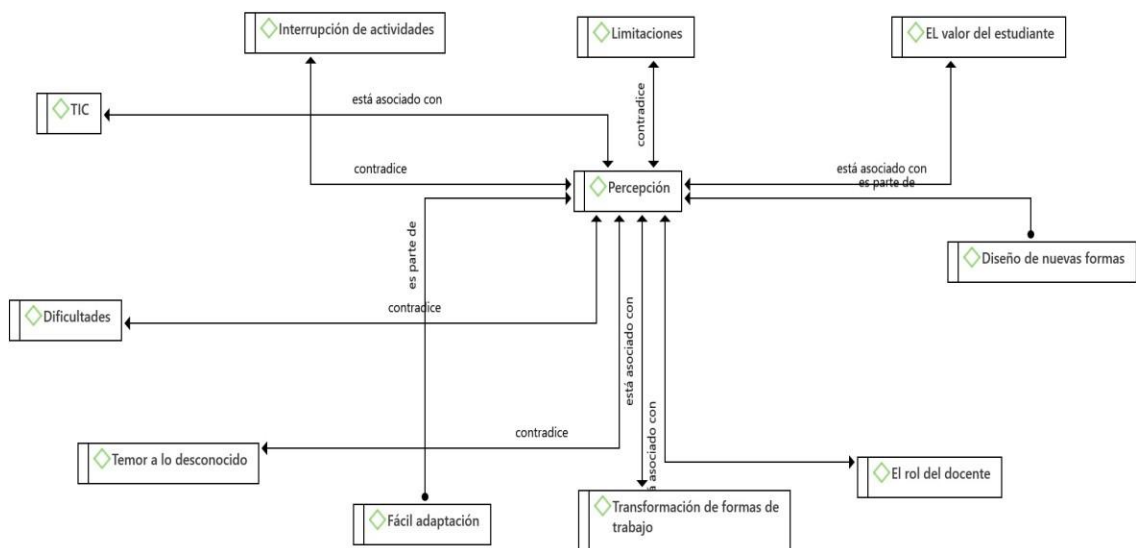 Interrupción de actividades
Limitaciones
EL valor del estudiante
TIC
está asociado con
contradice
contradice
está asociado con
es parte de
Percepción
es parte de
Diseño de nuevas formas
Dificultades
contradice
está asociado con
asociado con
Temor a lo desconocido
contradice
El rol del docente
Fácil adaptación
Transformación de formas de
trabajo